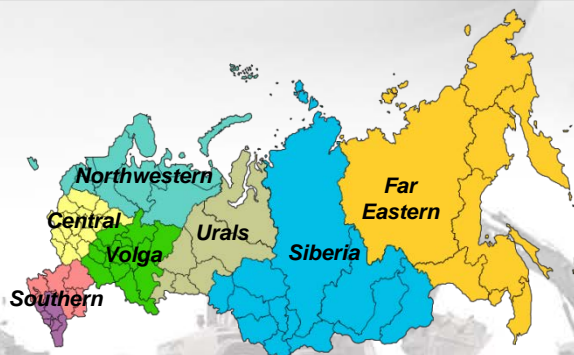 Northwestern
Central
Volga
Urals
Southern
Siberia
Far
Eastern